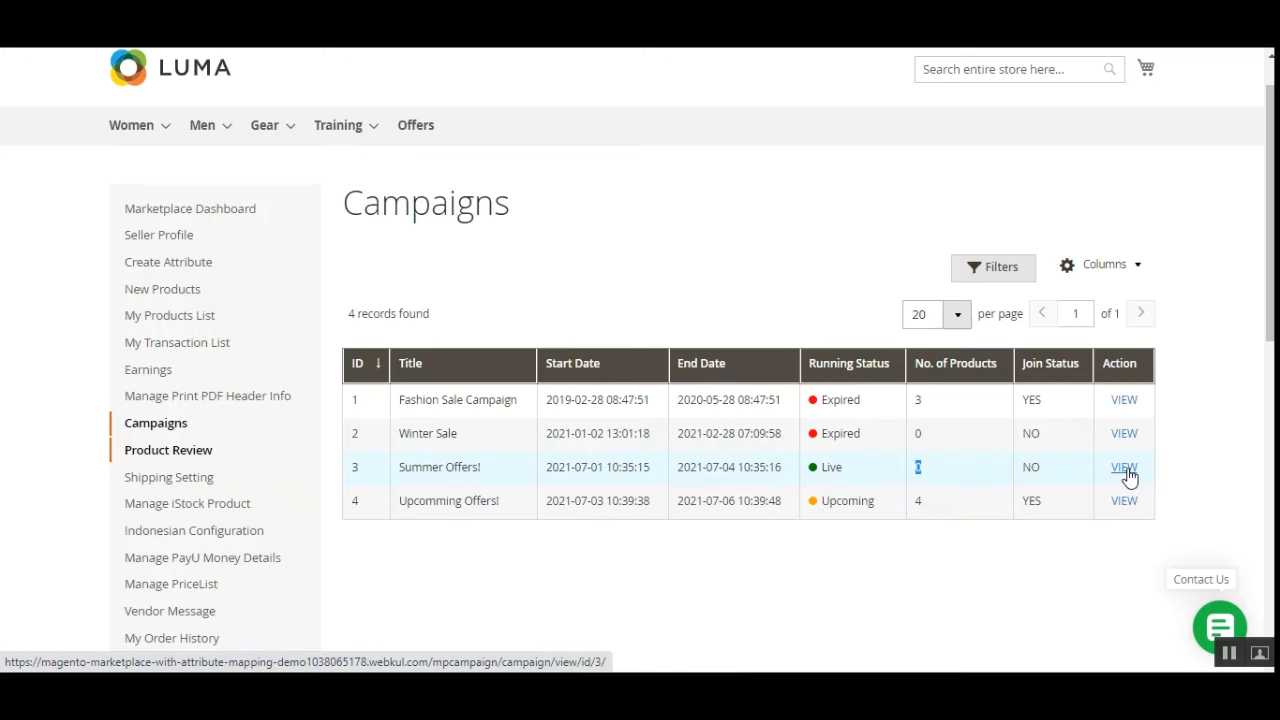 LUMA
Search entire store here...
Women Men Gear Training Offers
Marketplace Dashboard
Seller Profile
Create Attribute
New Products
My Products List
My Transaction List
Earnings
Manage Print PDF Header Info
Campaigns
Product Review
Shipping Setting
Manage iStock Product
Indonesian Configuration
Manage PayU Money Details
Manage PriceList
Vendor Message
My Order History
Campaigns
Filters Columns
4 records found 20 per page 1 of 1
ID Title Start Date End Date Running Status No. of Products Join Status Action
1 Fashion Sale Campaign 2019-02-28 08:47:51 2020-05-28 08:47:51 Expired 3 YES VIEW
2 Winter Sale 2021-01-02 13:01:18 2021-02-28 07:09:58 Expired 0 NO VIEW
3 Summer Offers! 2021-07-01 10:35:15 2021-07-04 10:35:16 Live 0 NO VIEW
4 Upcomming Offers! 2021-07-03 10:39:38 2021-07-06 10:39:48 Upcoming 4 YES VIEW
Contact Us
https://magento-marketplace-with-attribute-mapping-demo1038065178.webkul.com/mpcampaign/campaign/view/id/3/